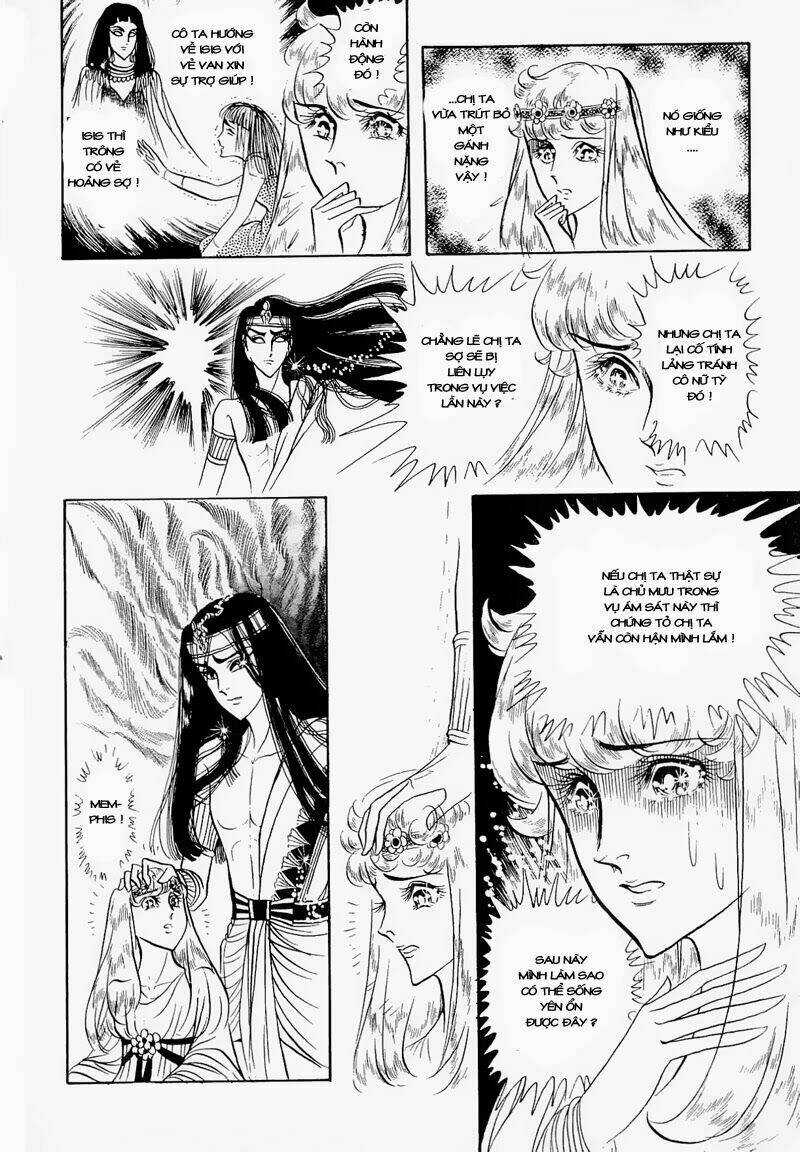 CÔ TA HƯỚNG
VỀ ISIS VỚI
VẺ VAN XIN
SỰ TRỢ GIÚP !
ISIS THÌ
TRÔNG
CÓ VẺ
HOẢNG SỢ !
CÒN
HÀNH
ĐỘNG
ĐÓ !
...CHỊ TA
VỪA TRÚT BỎ
MỘT
GÁNH
NẶNG
VẬY !
NÓ GIỐNG
NHƯ KIỂU
....
CHẲNG LẼ CHỊ TA
SỢ SẼ BỊ
LIÊN LỤY
TRONG VỤ VIỆC
LẦN NÀY ?
NHƯNG CHỊ TA
LẠI CỐ TÌNH
LẢNG TRÁNH
CÔ NỮ TỲ
ĐÓ !
MEM-
PHIS !
NẾU CHỊ TA THẬT SỰ
LÀ CHỦ MƯU TRONG
VỤ ÁM SÁT NÀY THÌ
CHỨNG TỎ CHỊ TA
VẪN CÒN HẬN MÌNH LẮM !
SAU NÀY
MÌNH LÀM SAO
CÓ THỂ SỐNG
YÊN ỔN
ĐƯỢC ĐÂY ?